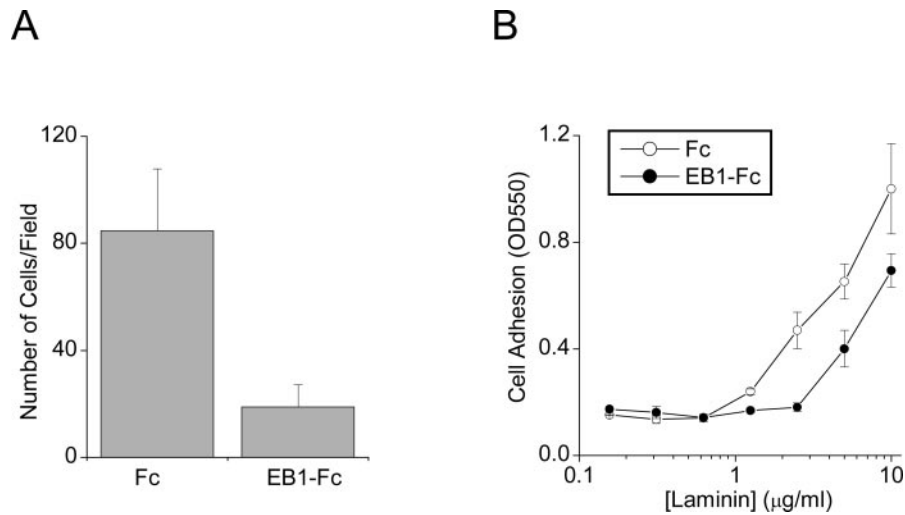 A
Number of Cells/Field
120
80
40
0
Fc
EB1-Fc
B
Cell Adhesion (OD550)
1.2
0.8
0.4
0.0
Fc
EB1-Fc
0.1
1
10
[Laminin] (μg/ml)